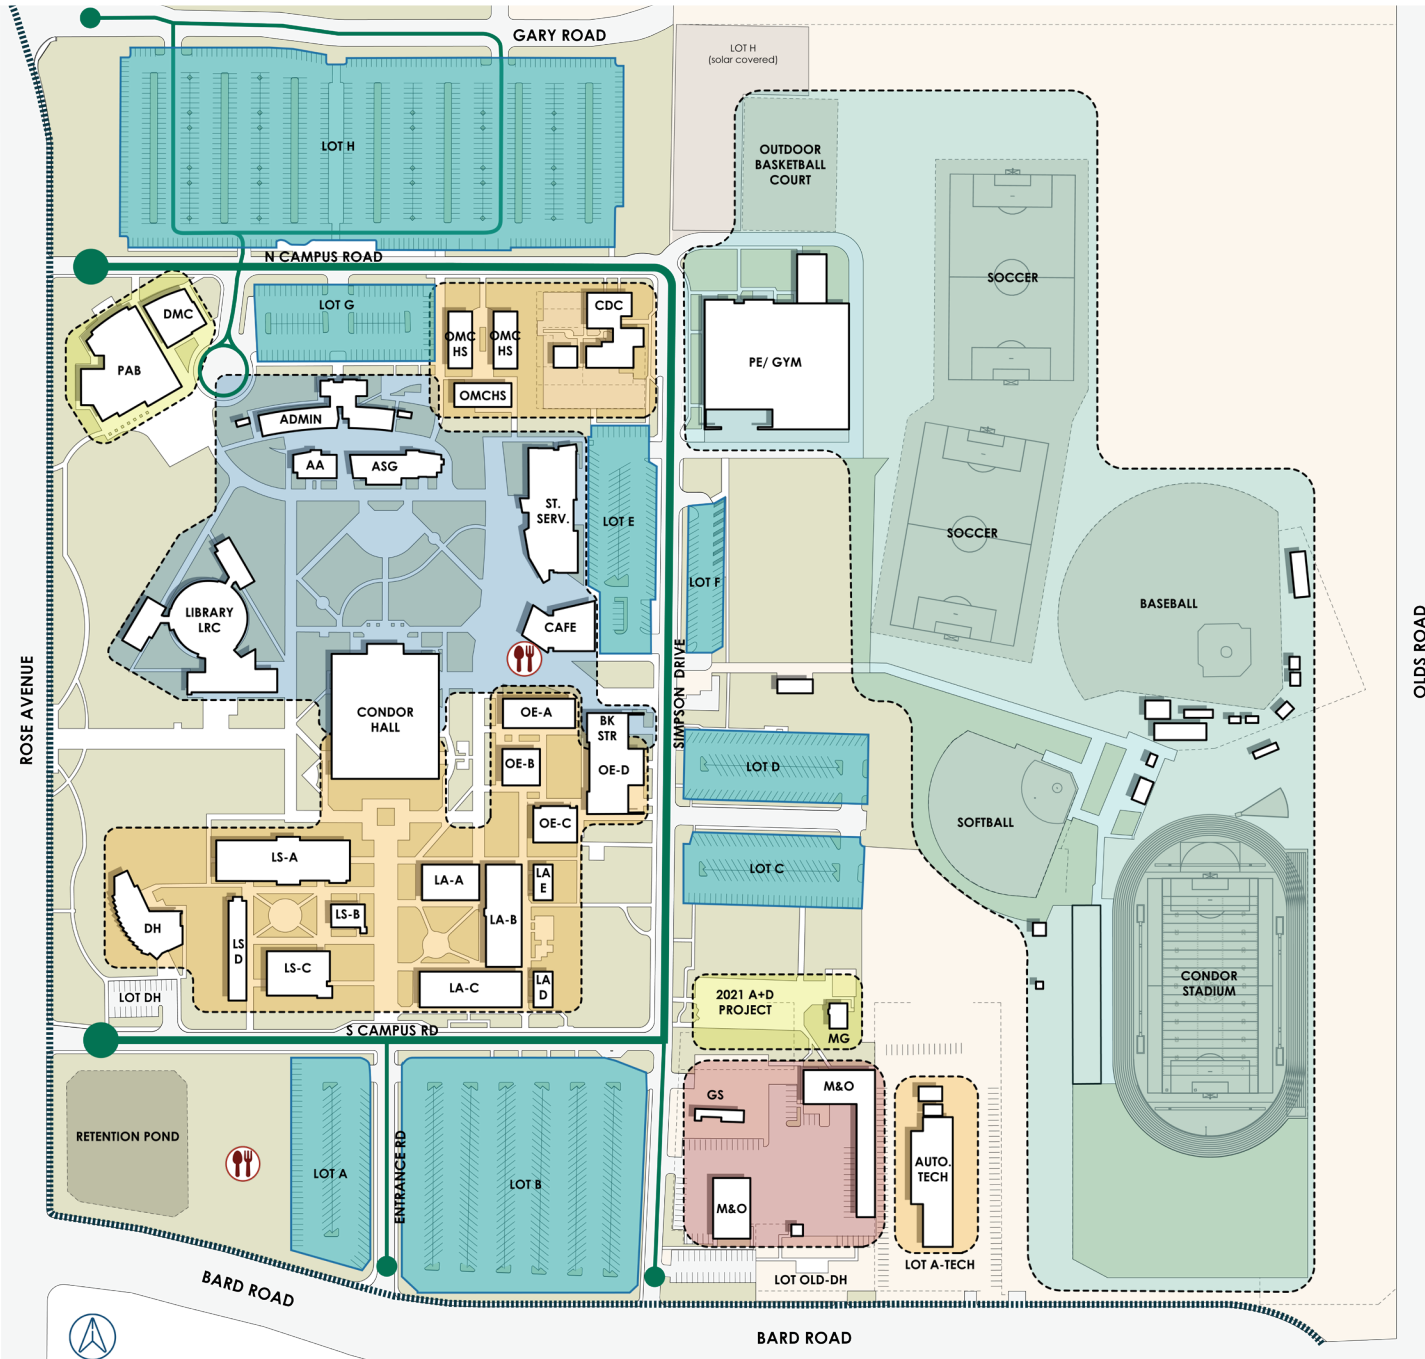 GARY ROAD
LOT H
(solar covered)
LOT H
OUTDOOR
BASKETBALL
COURT
N CAMPUS ROAD
SOCCER
LOT G
CDC
DMC
OMC
HS
OMC
HS
PE/ GYM
PAB
OMCHS
ADMIN
AA
ASG
ST.
SERV.
LOT E
SOCCER
LOT F
BASEBALL
LIBRARY
LRC
CAFE
OLDS ROAD
ROSE AVENUE
SIMPSON DRIVE
CONDOR
HALL
OE-A
BK
STR
OE-B
OE-D
LOT D
OE-C
SOFTBALL
LS-A
LOT C
LA-A
LA
E
LS-B
LA-B
DH
LS
D
LS-C
LA-C
LA
D
CONDOR
STADIUM
LOT DH
2021 A+D
PROJECT
MG
S CAMPUS RD
M&O
GS
RETENTION POND
ENTRANCE RD
LOT A
LOT B
AUTO.
TECH
M&O
LOT A-TECH
LOT OLD-DH
BARD ROAD
BARD ROAD